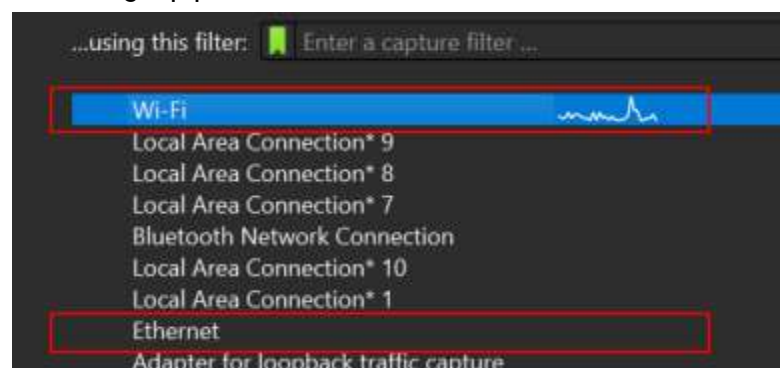 ...using this filter: Enter a capture filter ...
Wi-Fi
Local Area Connection* 9
Local Area Connection* 8
Local Area Connection* 7
Bluetooth Network Connection
Local Area Connection* 10
Local Area Connection* 1
Ethernet
Adapter for loopback traffic capture